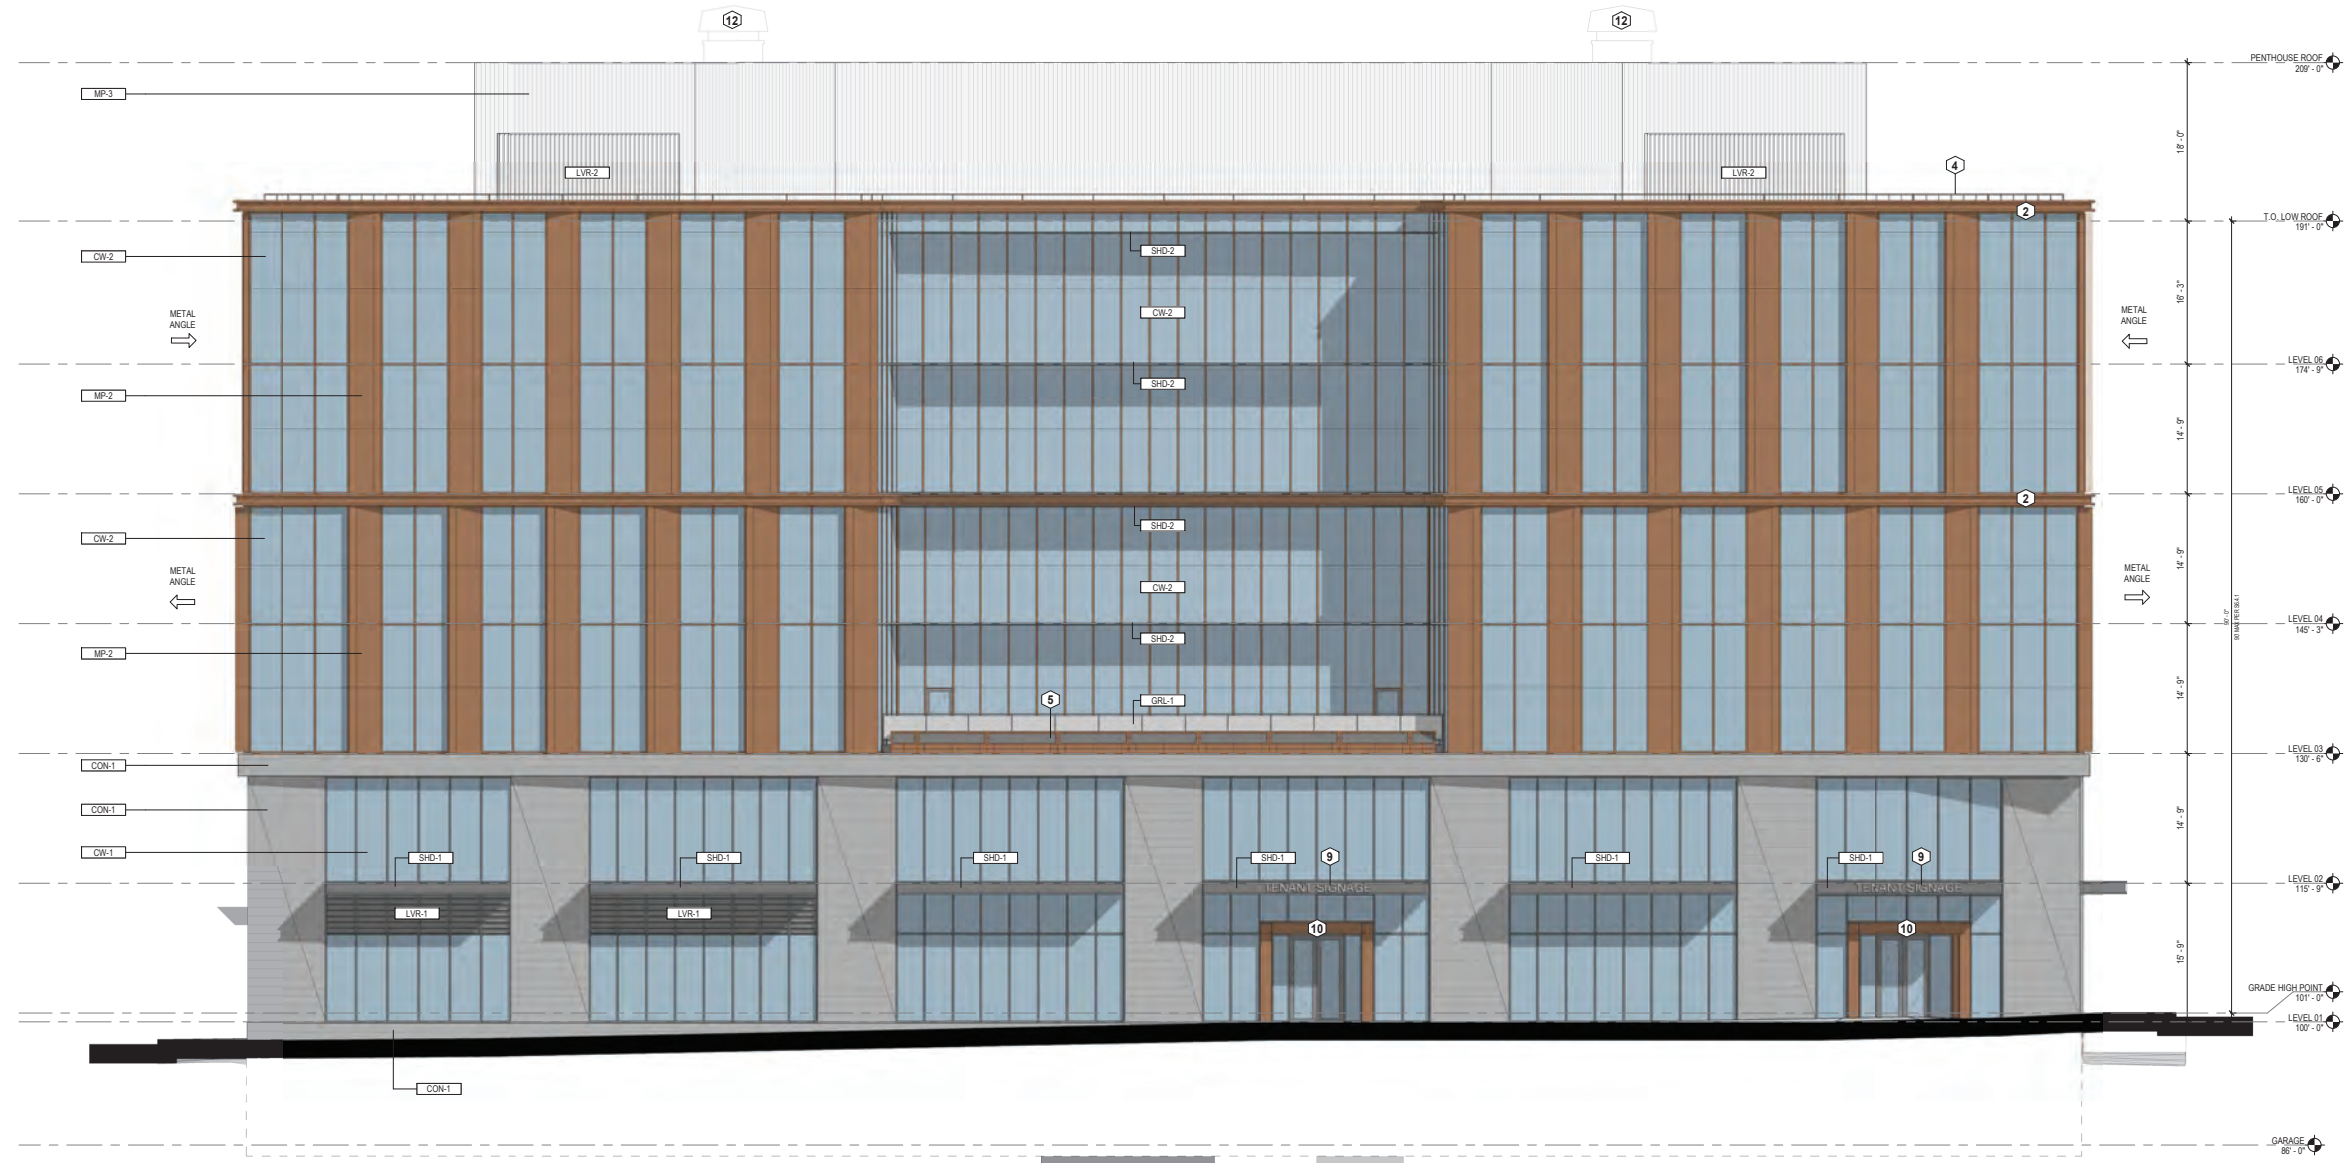 12
12
PENTHOUSE ROOF
209' - 0"
MP-3
18' - 0"
LVR-2
LVR-2
4
2
T.O. LOW ROOF
191' - 0"
SHD-2
CW-2
16' - 3"
METAL
ANGLE
CW-2
METAL
ANGLE
LEVEL 06
174' - 9"
SHD-2
MP-2
14' - 9"
LEVEL 05
160' - 0"
2
SHD-2
CW-2
14' - 9"
METAL
ANGLE
CW-2
METAL
ANGLE
90'- 0"
90 MAX PER
LEVEL 04
145' - 3"
SHD-2
MP-2
14' - 9"
5
GRL-1
LEVEL 03
130' - 6"
CON-1
CON-1
14' - 9"
CW-1
SHD-1
SHD-1
SHD-1
SHD-1
9
SHD-1
SHD-1
9
TENANT SIGNAGE
TENANT SIGNAGE
LEVEL 02
115' - 9"
LVR-1
LVR-1
10
10
15' - 9"
GRADE HIGH POINT
101' - 0"
LEVEL 01
100' - 0"
CON-1
GARAGE
86' - 0"